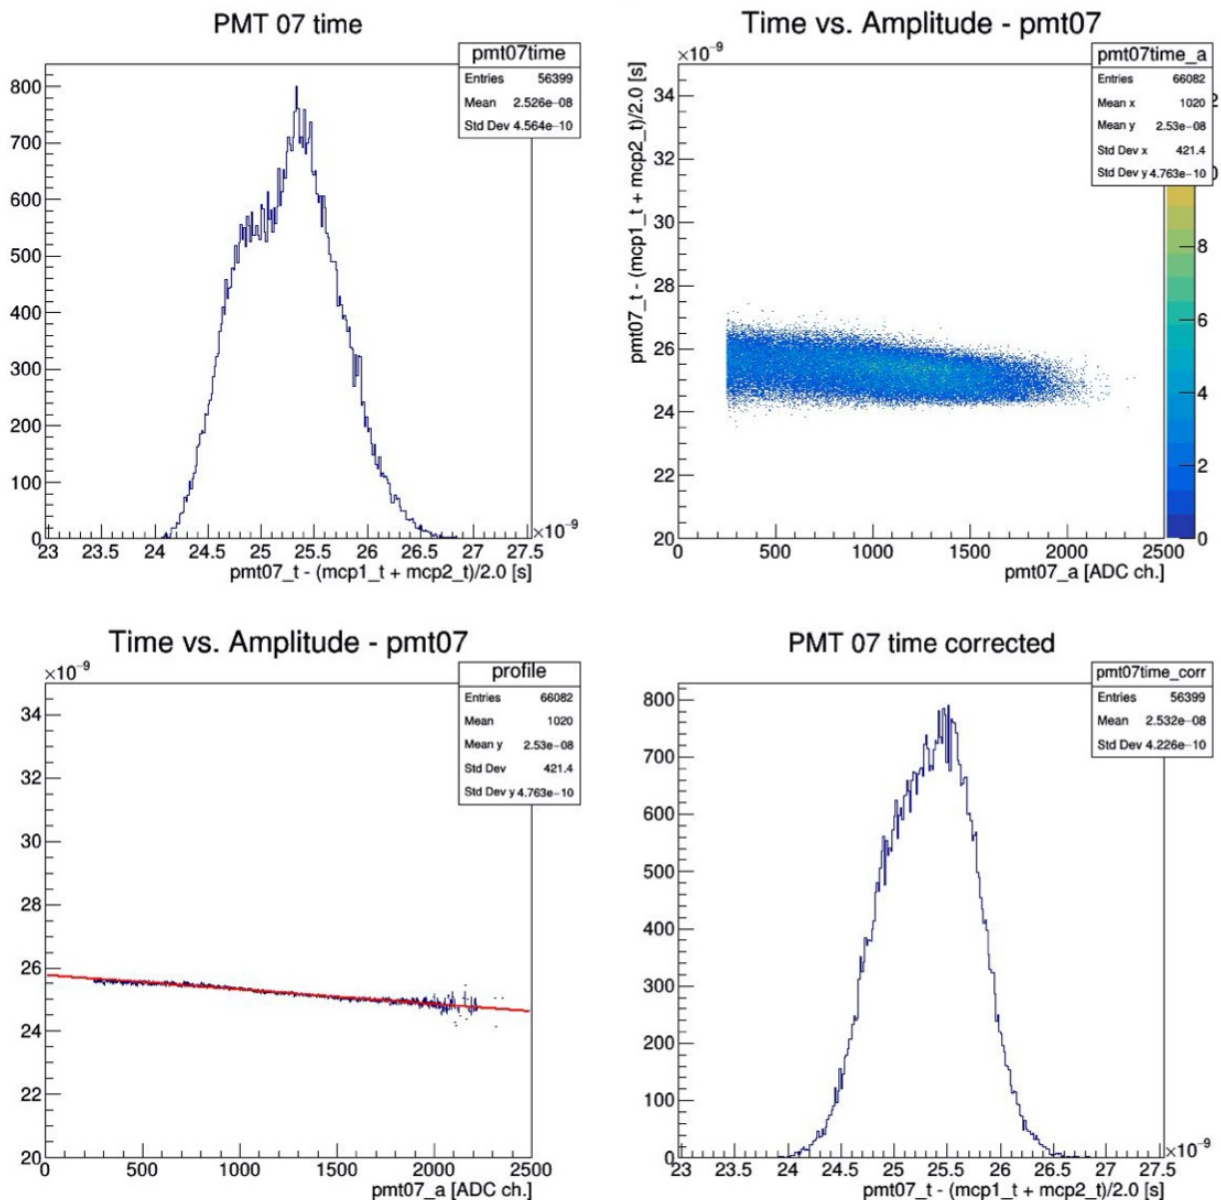 PMT 07 time
pmt07time
Entries 56399
Mean 2.526e-08
Std Dev 4.564e-10
800
700
600
500
400
300
200
100
0
23 23.5 24 24.5 25 25.5 26 26.5 27 27.5
×10⁻⁹
pmt07_t - (mcp1_t + mcp2_t)/2.0 [s]
Time vs. Amplitude - pmt07
×10⁻⁹
pmt07time_a
Entries 66082
Mean x 1020
Mean y 2.53e-08
Std Dev x 421.4
Std Dev y 4.763e-10
pmt07_t - (mcp1_t + mcp2_t)/2.0 [s]
34
32
30
28
26
24
22
20
0 500 1000 1500 2000 2500
pmt07_a [ADC ch.]
8
6
4
2
0
Time vs. Amplitude - pmt07
×10⁻⁹
profile
Entries 66082
Mean 1020
Mean y 2.53e-08
Std Dev 421.4
Std Dev y 4.763e-10
34
32
30
28
26
24
22
20
0 500 1000 1500 2000 2500
pmt07_a [ADC ch.]
PMT 07 time corrected
pmt07time_corr
Entries 56399
Mean 2.532e-08
Std Dev 4.226e-10
800
700
600
500
400
300
200
100
0
23 23.5 24 24.5 25 25.5 26 26.5 27 27.5
×10⁻⁹
pmt07_t - (mcp1_t + mcp2_t)/2.0 [s]